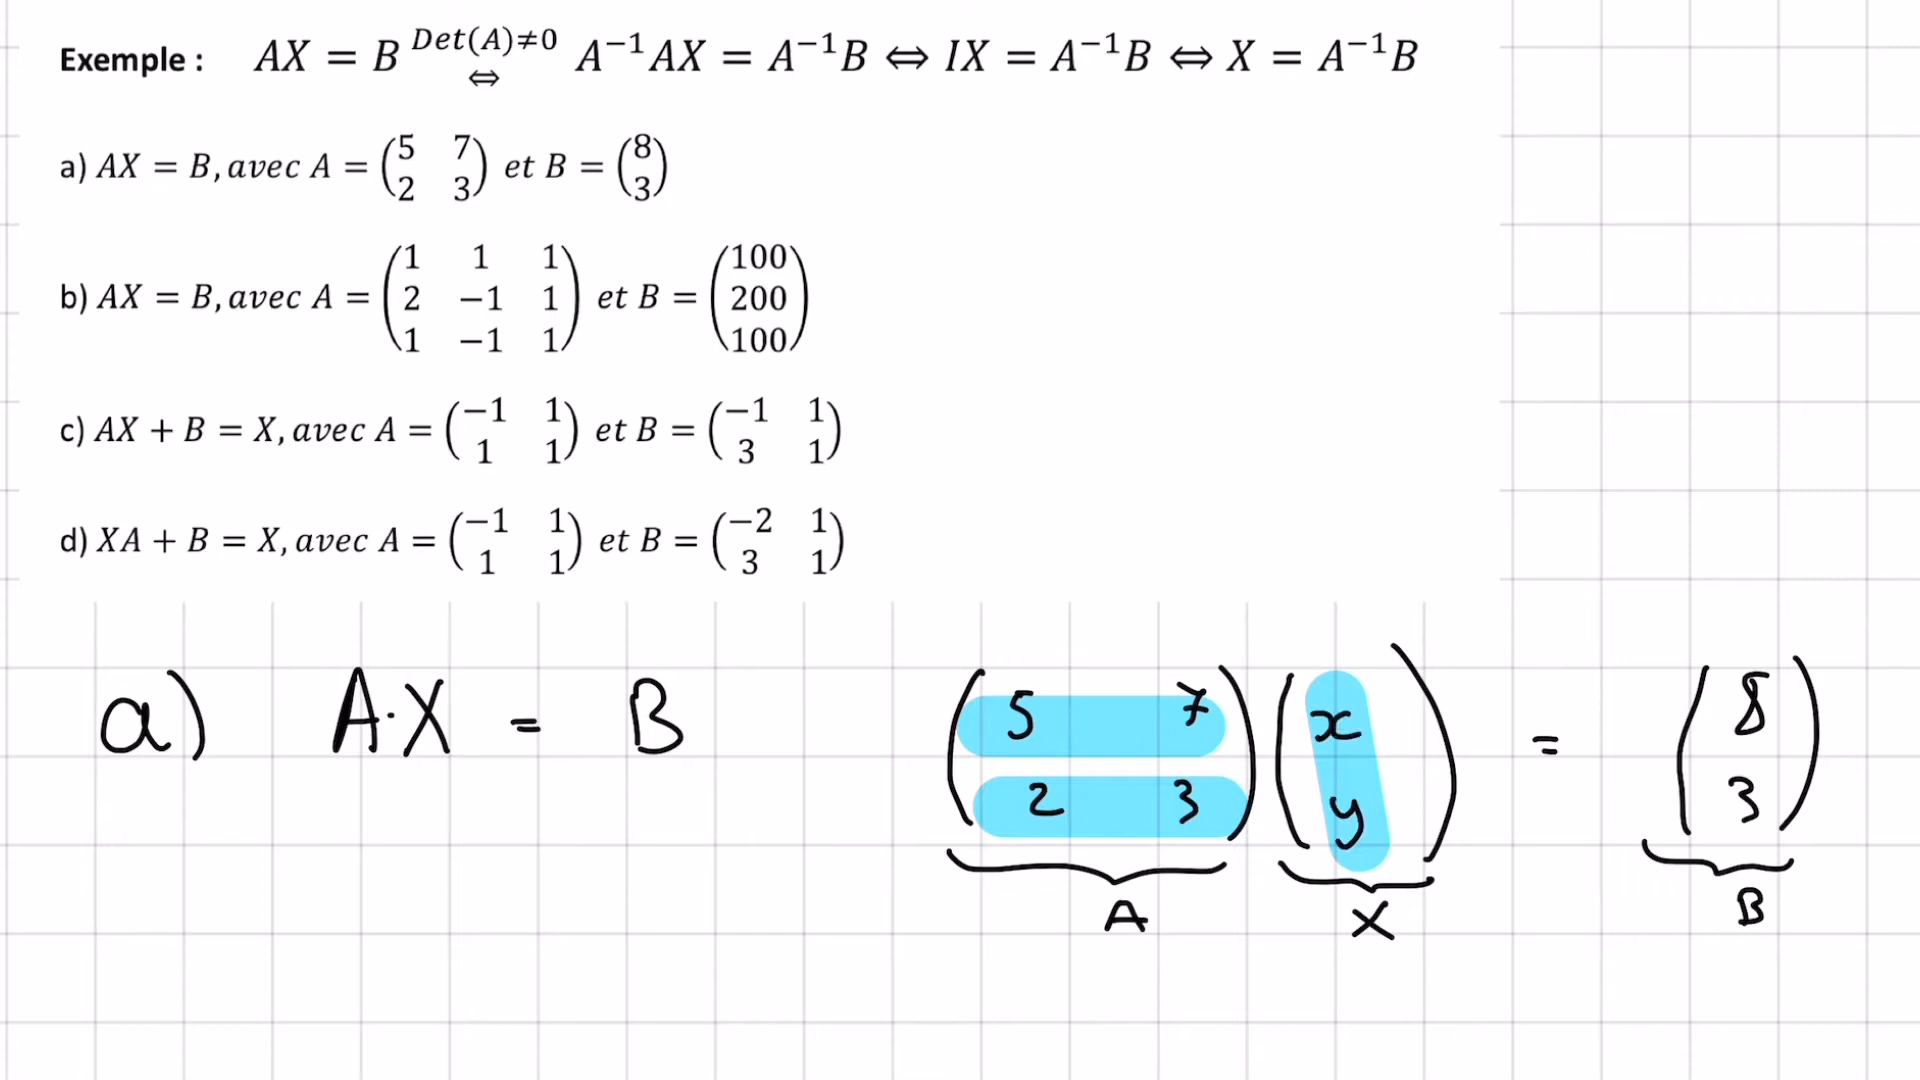 Exemple : AX = B Det(A)≠0 ⇔ A⁻¹AX = A⁻¹B ⇔ IX = A⁻¹B ⇔ X = A⁻¹B
a) AX = B, avec A = (5 7
2 3) et B = (8
3)
b) AX = B, avec A = (1 1 1
2 −1 1
1 −1 1) et B = (100
200
100)
c) AX + B = X, avec A = (−1 1
1 1) et B = (−1 1
3 1)
d) XA + B = X, avec A = (−1 1
1 1) et B = (−2 1
3 1)
a) A·X = B (5 7
2 3) (x
y) = (8
3)
A X B